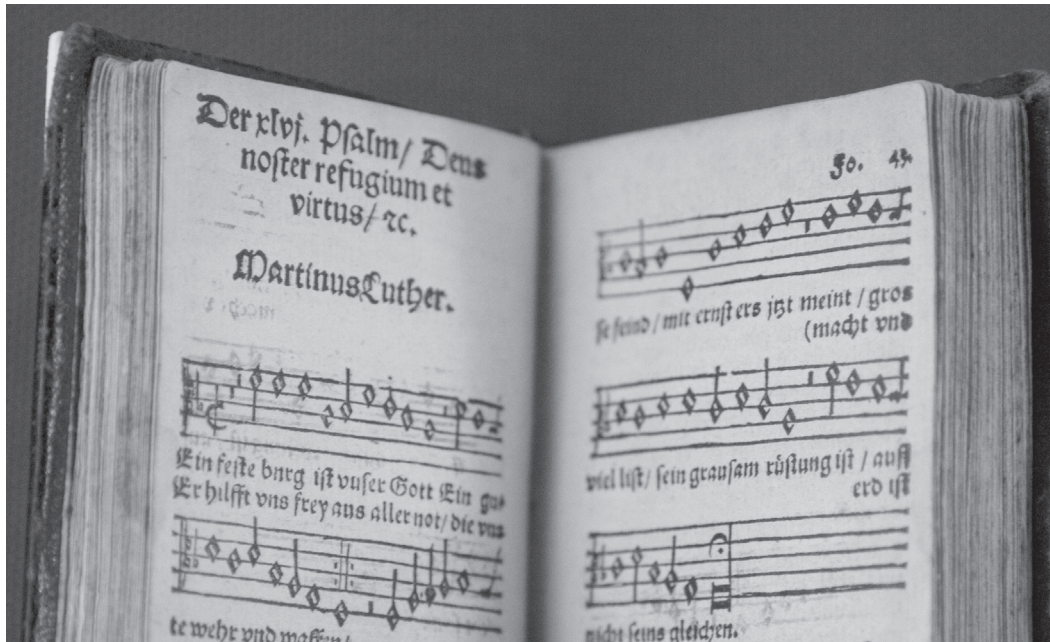 Der xlvj. Psalm/ Deus
noster refugium et
virtus/ ꝛc.
Martinus Luther.
Ein feste bnrg ist vnser Gott Ein gu⸗
Er hilfft vns frey aus aller not/ die vns
te wehr vnd waffen/
Fo. 43.
se feind/ mit ernst ers jtzt meint/ gros
(macht vnd
viel list/ sein grausam rüstung ist/ auff
erd ist
nicht seins gleichen.